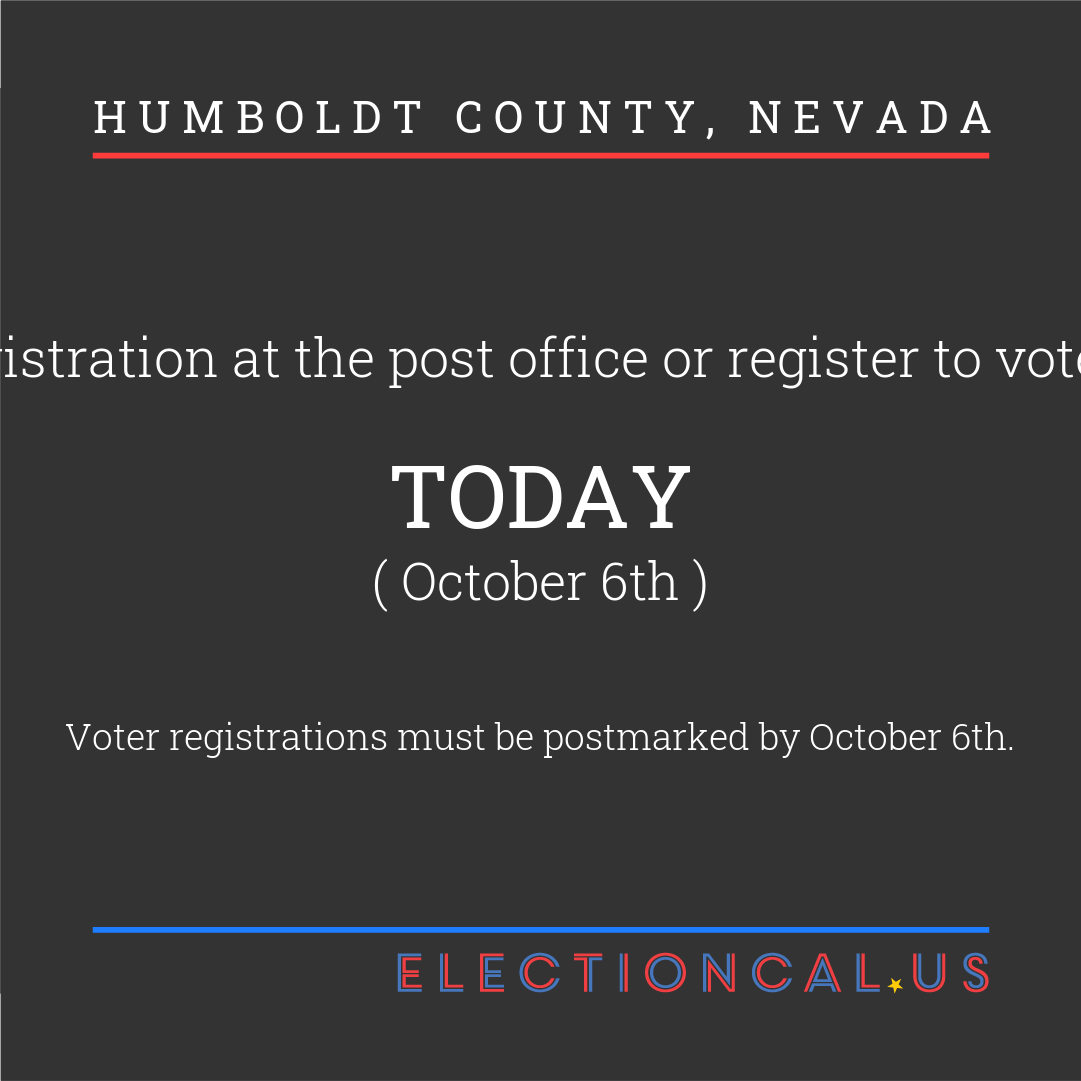 HUMBOLDT COUNTY, NEVADA
istration at the post office or register to vot
TODAY
( October 6th )
Voter registrations must be postmarked by October 6th.
ELECTIONCAL.US